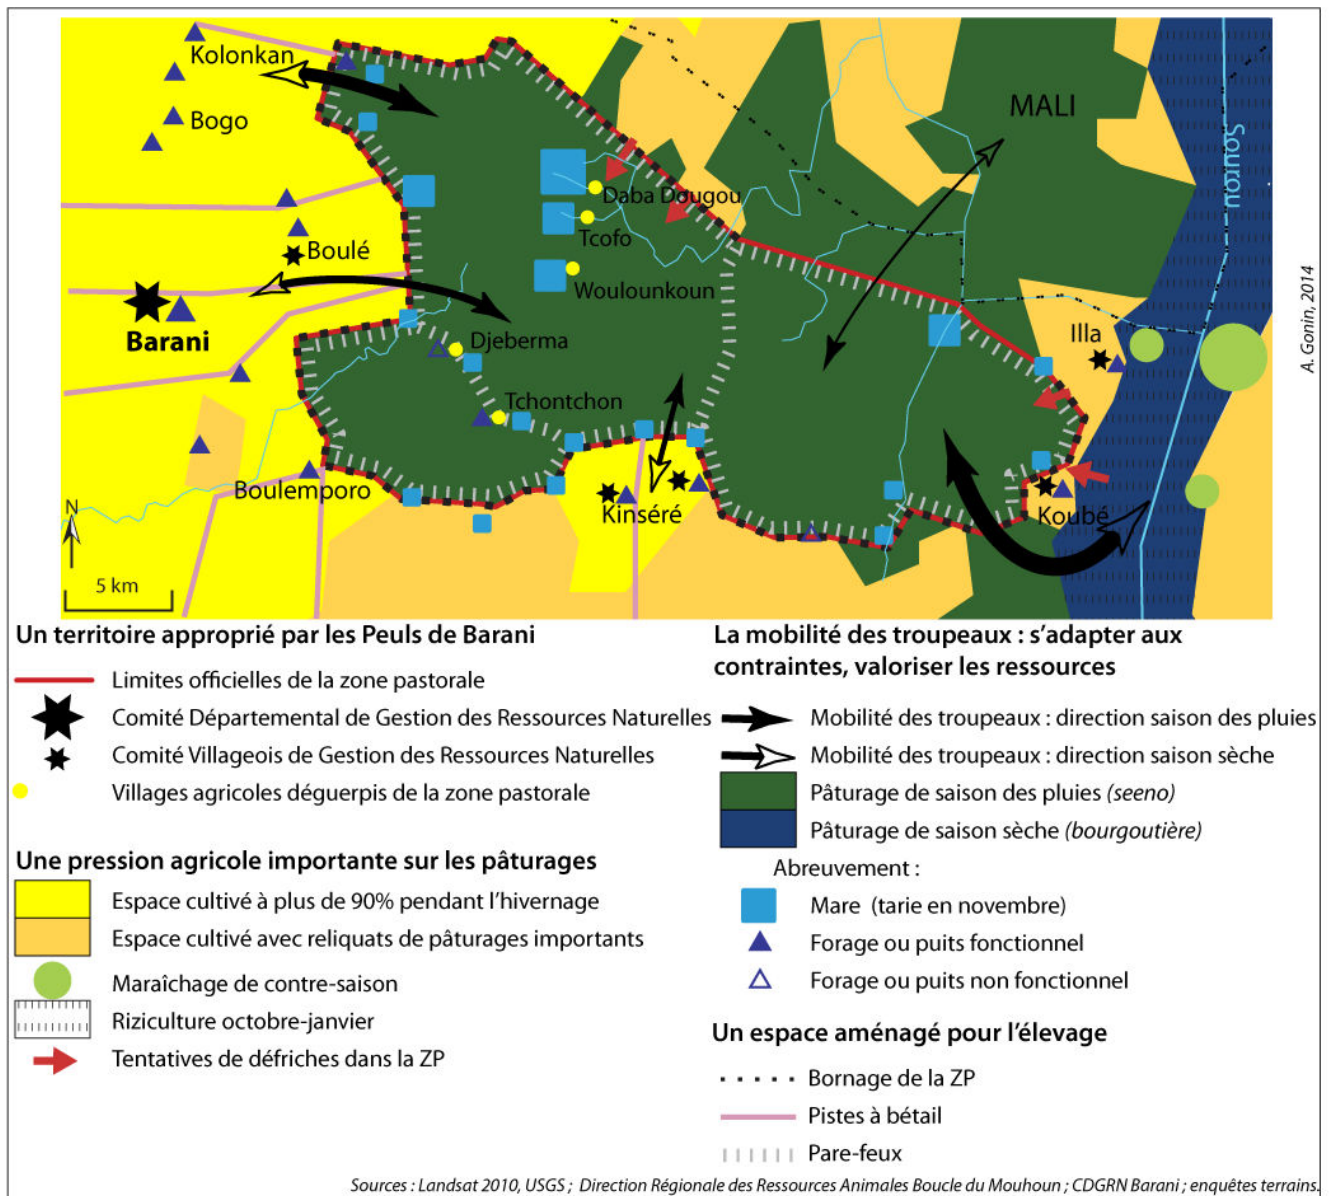 Kolonkan
Bogo
Boulé
Barani
Boulemporo
N
5 km
Daba Dougou
Tcofo
Woulounkoun
Djeberma
Tchontchon
Kinséré
MALI
Sourou
Illa
Koubé
A. Gonin, 2014
Un territoire approprié par les Peuls de Barani
Limites officielles de la zone pastorale
Comité Départemental de Gestion des Ressources Naturelles
Comité Villageois de Gestion des Ressources Naturelles
Villages agricoles déguerpis de la zone pastorale
Une pression agricole importante sur les pâturages
Espace cultivé à plus de 90% pendant l'hivernage
Espace cultivé avec reliquats de pâturages importants
Maraîchage de contre-saison
Riziculture octobre-janvier
Tentatives de défriches dans la ZP
La mobilité des troupeaux : s'adapter aux
contraintes, valoriser les ressources
Mobilité des troupeaux : direction saison des pluies
Mobilité des troupeaux : direction saison sèche
Pâturage de saison des pluies (seeno)
Pâturage de saison sèche (bourgoutière)
Abreuvement :
Mare (tarie en novembre)
Forage ou puits fonctionnel
Forage ou puits non fonctionnel
Un espace aménagé pour l'élevage
Bornage de la ZP
Pistes à bétail
Pare-feux
Sources : Landsat 2010, USGS ; Direction Régionale des Ressources Animales Boucle du Mouhoun ; CDGRN Barani ; enquêtes terrains.